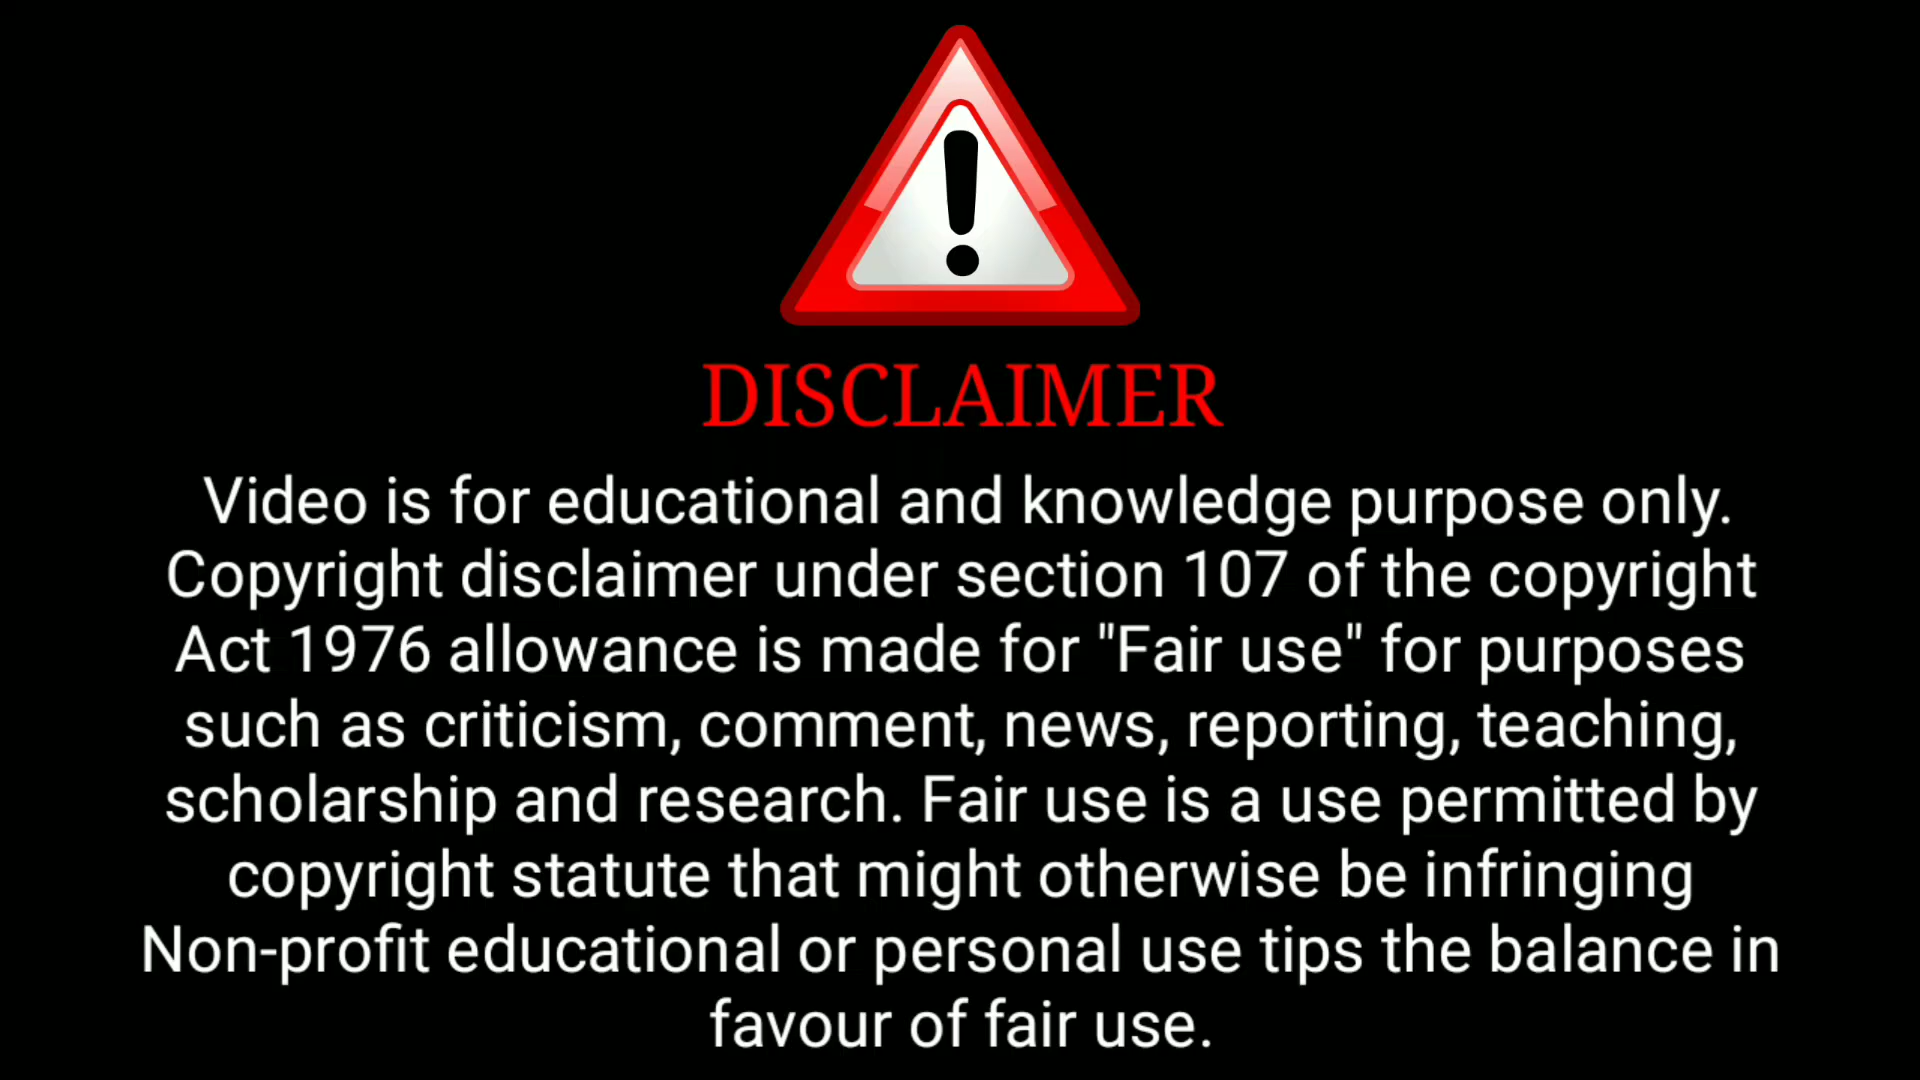 DISCLAIMER
Video is for educational and knowledge purpose only.
Copyright disclaimer under section 107 of the copyright
Act 1976 allowance is made for "Fair use" for purposes
such as criticism, comment, news, reporting, teaching,
scholarship and research. Fair use is a use permitted by
copyright statute that might otherwise be infringing
Non-profit educational or personal use tips the balance in
favour of fair use.